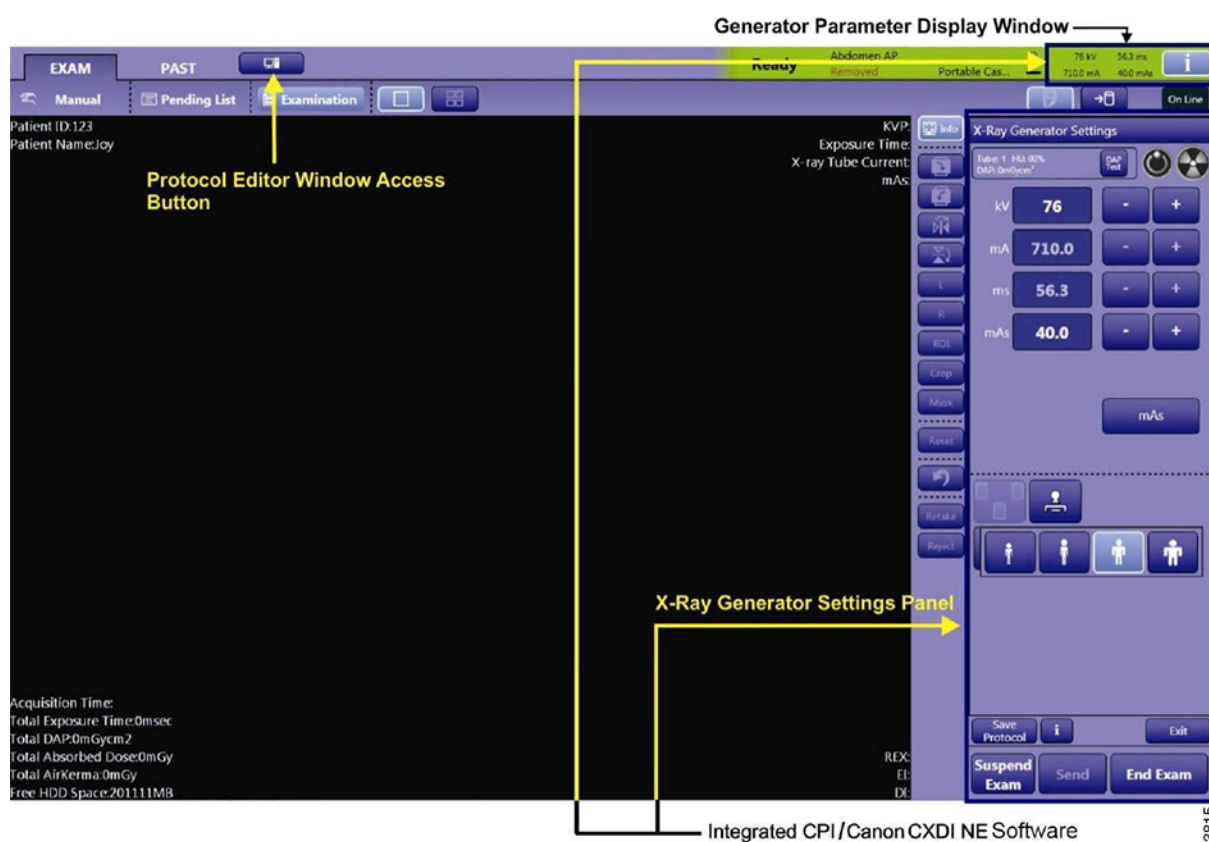 Generator Parameter Display Window
EXAM
PAST
Ready
Abdomen AP
Removed
Portable Cas...
76 kV
56.3 ms
710.0 mA
40.0 mAs
i
Manual
Pending List
Examination
On Line
Patient ID:123
Patient Name:Joy
KVP:
Exposure Time:
X-ray Tube Current:
mAs:
Protocol Editor Window Access
Button
Info
L
R
ROI
Crop
Mask
Reset
Retake
Reject
X-Ray Generator Settings
Tube: 1 HU: 00%
DAP: 0mGycm²
DAP
Test
kV
76
-
+
mA
710.0
-
+
ms
56.3
-
+
mAs
40.0
-
+
mAs
X-Ray Generator Settings Panel
Acquisition Time:
Total Exposure Time:0msec
Total DAP:0mGycm2
Total Absorbed Dose:0mGy
Total AirKerma:0mGy
Free HDD Space:201111MB
REX:
EI:
DI:
Save
Protocol
i
Exit
Suspend
Exam
Send
End Exam
Integrated CPI/Canon CXDI NE Software